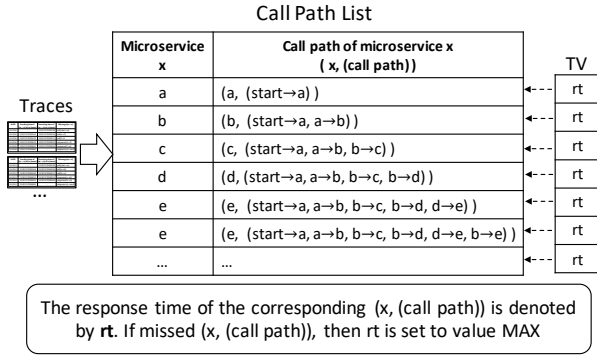 Call Path List
Microservice x
Call path of microservice x ( x, (call path) )
TV
Traces
a
(a, (start→a) )
rt
b
(b, (start→a, a→b) )
rt
c
(c, (start→a, a→b, b→c) )
rt
d
(d, (start→a, a→b, b→c, b→d) )
rt
e
(e, (start→a, a→b, b→c, b→d, d→e) )
rt
e
(e, (start→a, a→b, b→c, b→d, d→e, b→e) )
rt
...
...
rt
...
The response time of the corresponding (x, (call path)) is denoted
by rt. If missed (x, (call path)), then rt is set to value MAX